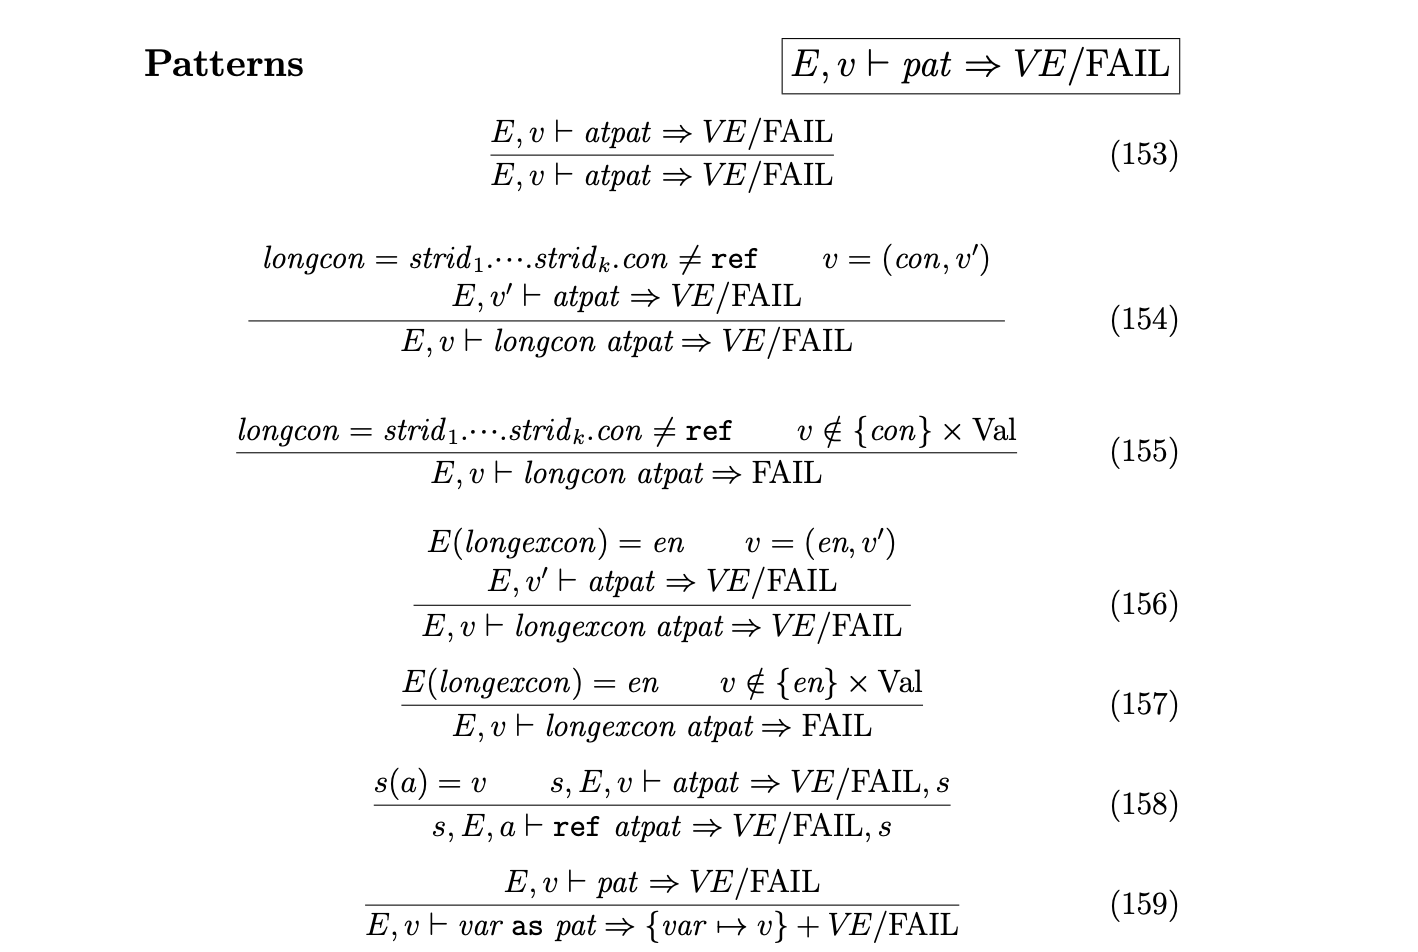 Patterns E, v ⊢ pat ⇒ VE/FAIL
E, v ⊢ atpat ⇒ VE/FAIL
E, v ⊢ atpat ⇒ VE/FAIL
(153)
longcon = strid₁.⋯.stridₖ.con ≠ ref v = (con, v′)
E, v′ ⊢ atpat ⇒ VE/FAIL
E, v ⊢ longcon atpat ⇒ VE/FAIL
(154)
longcon = strid₁.⋯.stridₖ.con ≠ ref v ∉ {con} × Val
E, v ⊢ longcon atpat ⇒ FAIL
(155)
E(longexcon) = en v = (en, v′)
E, v′ ⊢ atpat ⇒ VE/FAIL
E, v ⊢ longexcon atpat ⇒ VE/FAIL
(156)
E(longexcon) = en v ∉ {en} × Val
E, v ⊢ longexcon atpat ⇒ FAIL
(157)
s(a) = v s, E, v ⊢ atpat ⇒ VE/FAIL, s
s, E, a ⊢ ref atpat ⇒ VE/FAIL, s
(158)
E, v ⊢ pat ⇒ VE/FAIL
E, v ⊢ var as pat ⇒ {var ↦ v} + VE/FAIL
(159)